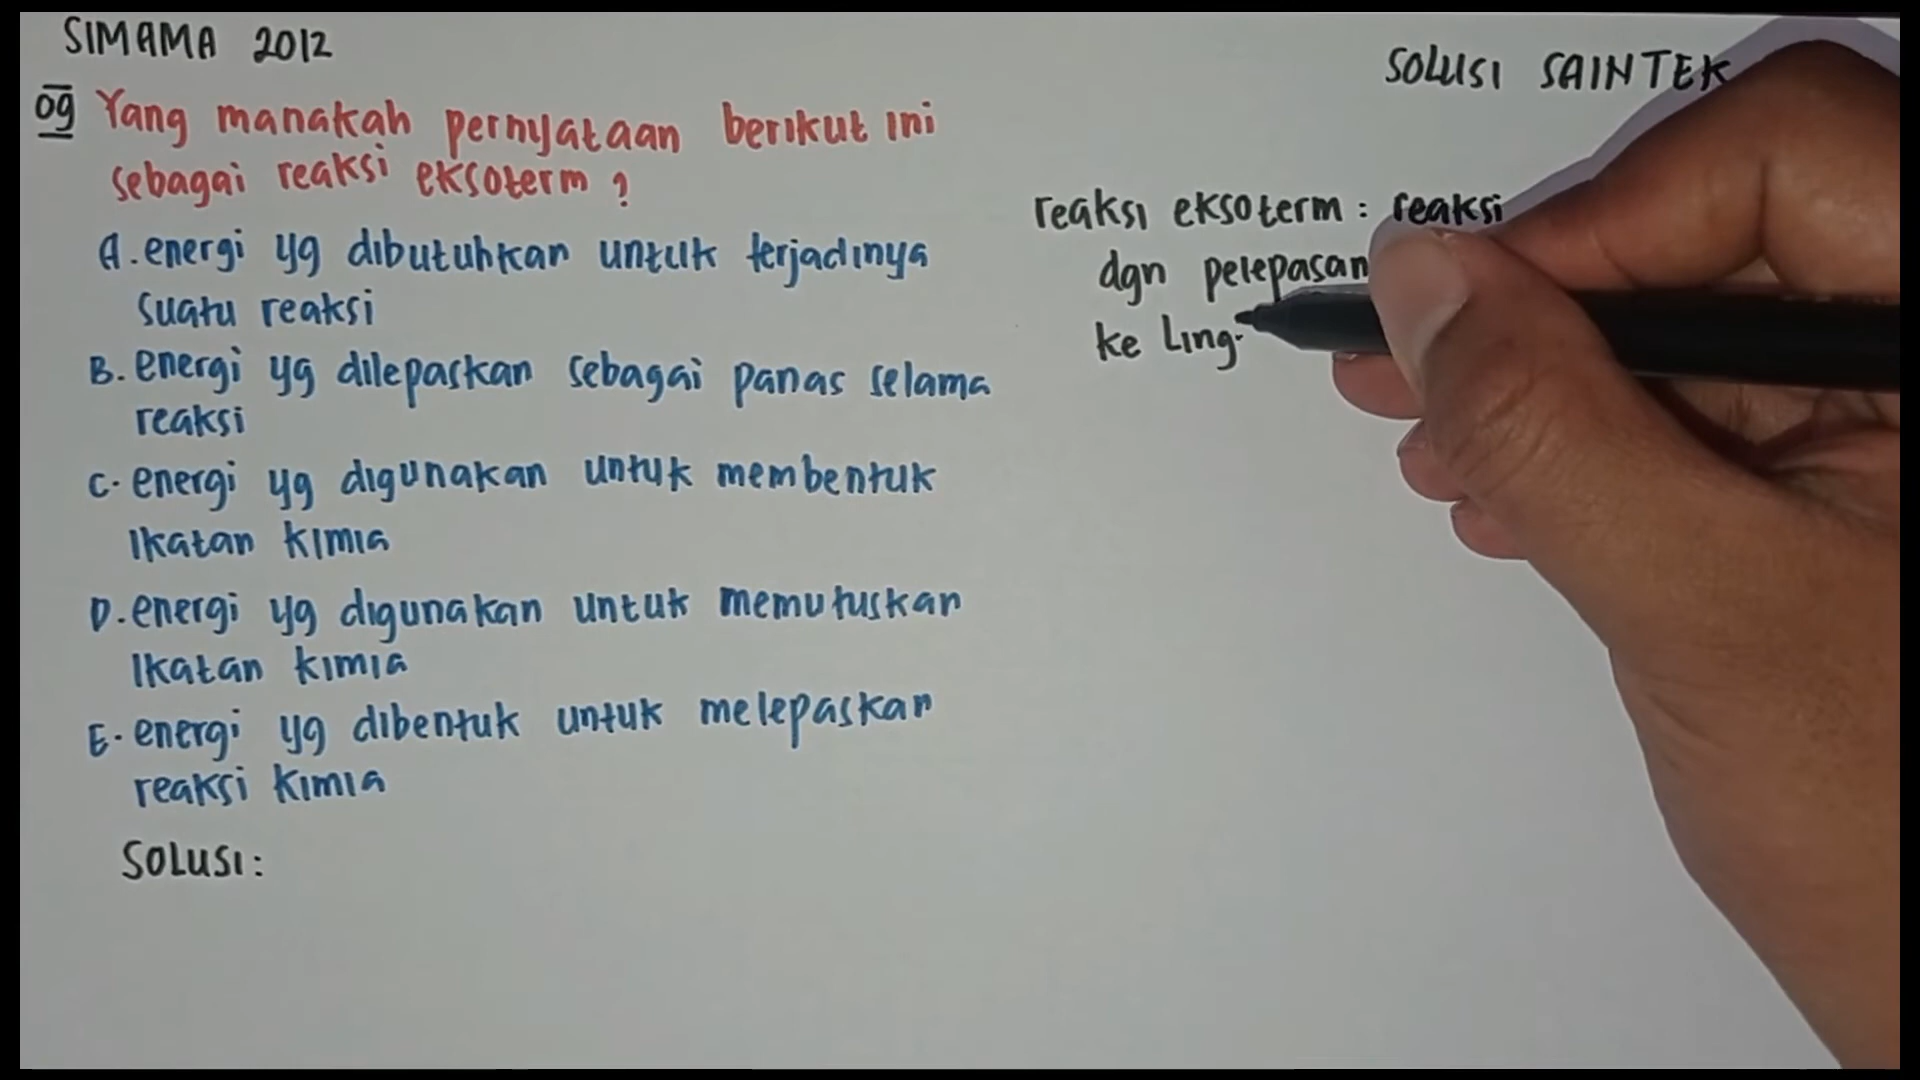 SIMAMA 2012
SOLUSI SAINTEK
09 Yang manakah pernyataan berikut ini
sebagai reaksi eksoterm ?
A. energi yg dibutuhkan untuk terjadinya
suatu reaksi
B. energi yg dilepaskan sebagai panas selama
reaksi
C. energi yg digunakan untuk membentuk
Ikatan kimia
D. energi yg digunakan untuk memutuskan
Ikatan kimia
E. energi yg dibentuk untuk melepaskan
reaksi kimia
SOLUSI:
reaksi eksoterm : reaksi
dgn pelepasan
ke Ling.